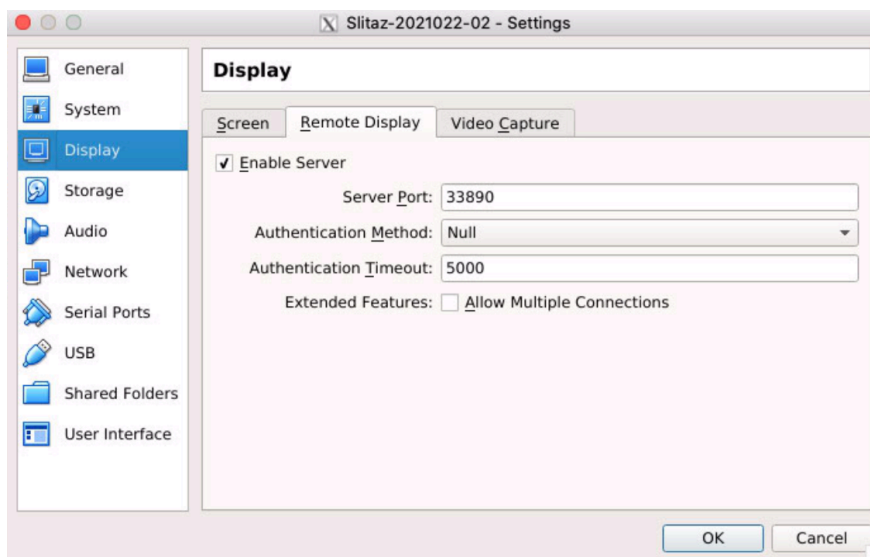 Slitaz-2021022-02 - Settings
General
System
Display
Storage
Audio
Network
Serial Ports
USB
Shared Folders
User Interface
Display
Screen Remote Display Video Capture
Enable Server
Server Port: 33890
Authentication Method: Null
Authentication Timeout: 5000
Extended Features: Allow Multiple Connections
OK Cancel